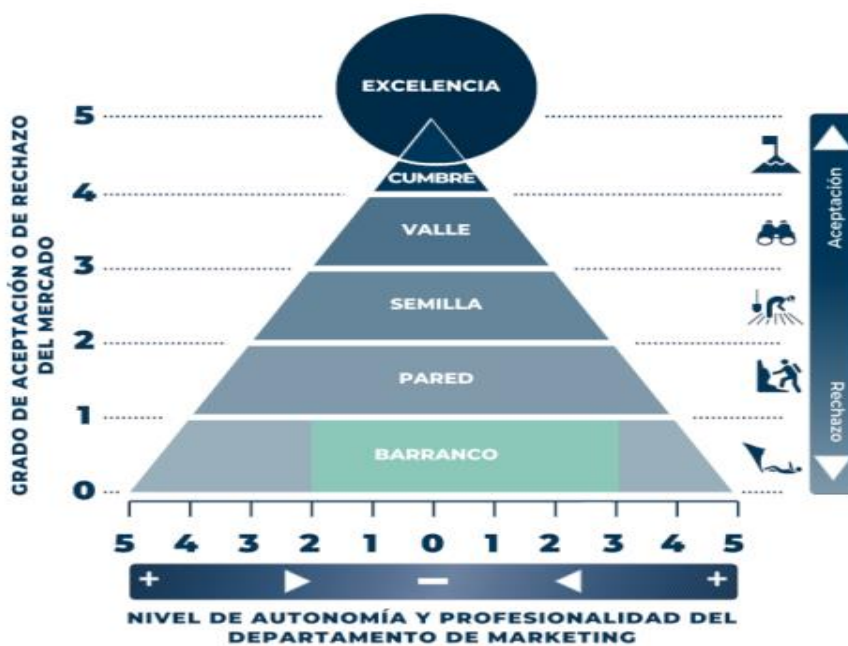 EXCELENCIA
CUMBRE
VALLE
SEMILLA
PARED
BARRANCO
GRADO DE ACEPTACIÓN O DE RECHAZO
DEL MERCADO
5
4
3
2
1
0
Aceptación
Rechazo
5 4 3 2 1 0 1 2 3 4 5
+ − +
NIVEL DE AUTONOMÍA Y PROFESIONALIDAD DEL
DEPARTAMENTO DE MARKETING